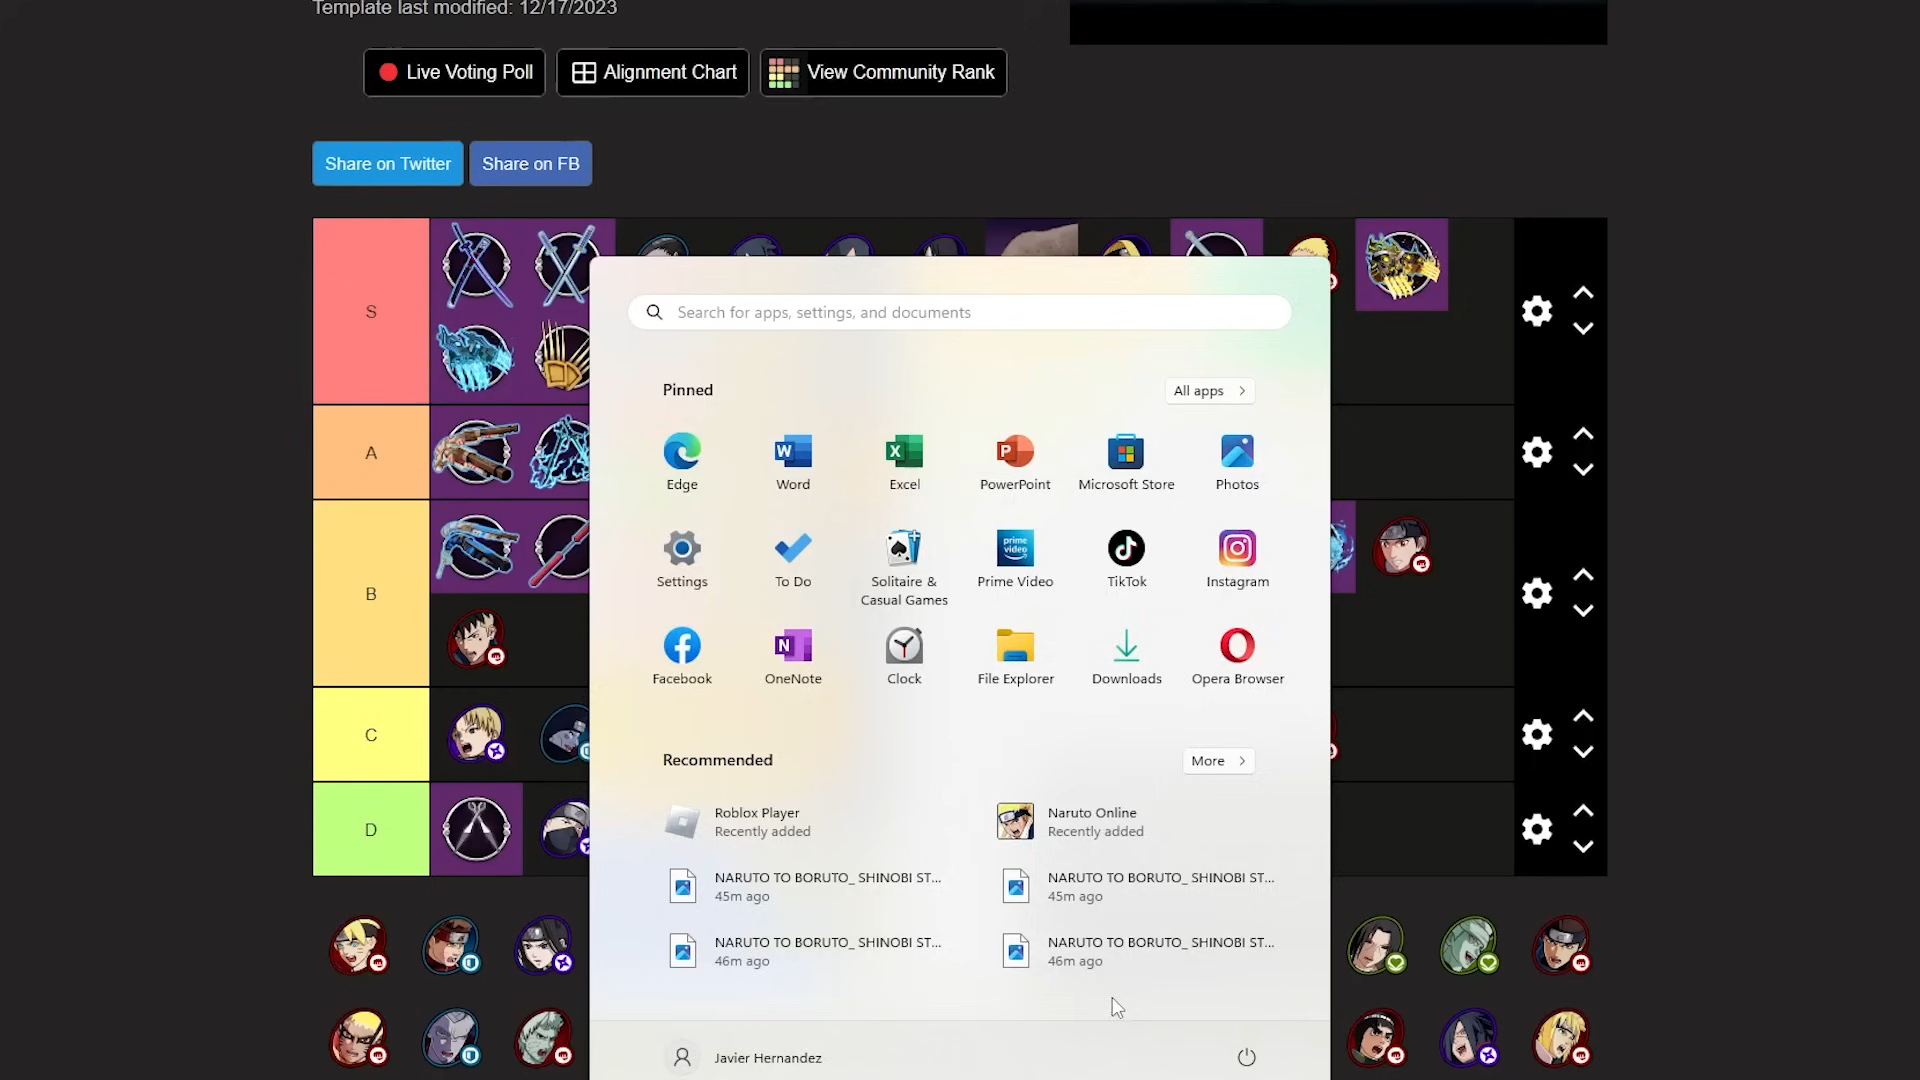 Template last modified: 12/17/2023
Live Voting Poll
Alignment Chart
View Community Rank
Share on Twitter
Share on FB
S
A
B
C
D
Search for apps, settings, and documents
Pinned
All apps
Edge
Word
Excel
PowerPoint
Microsoft Store
Photos
Settings
To Do
Solitaire &
Casual Games
prime
video
Prime Video
TikTok
Instagram
Facebook
OneNote
Clock
File Explorer
Downloads
Opera Browser
Recommended
More
Roblox Player
Recently added
Naruto Online
Recently added
NARUTO TO BORUTO_ SHINOBI ST...
45m ago
NARUTO TO BORUTO_ SHINOBI ST...
45m ago
NARUTO TO BORUTO_ SHINOBI ST...
46m ago
NARUTO TO BORUTO_ SHINOBI ST...
46m ago
Javier Hernandez